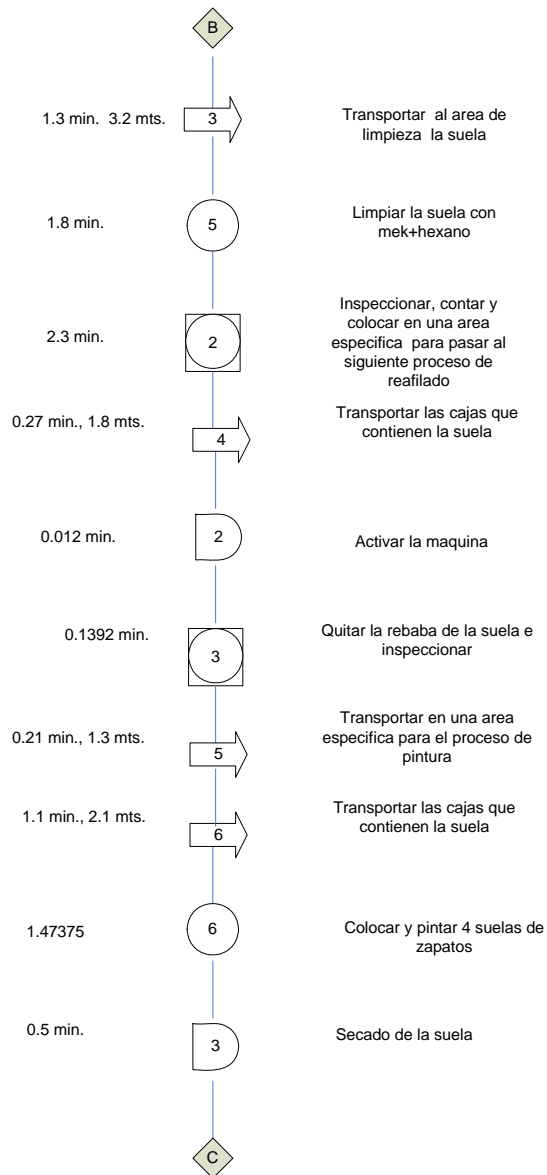 B
1.3 min.  3.2 mts.
3
Transportar  al area de
limpieza  la suela
1.8 min.
5
Limpiar la suela con
mek+hexano
2.3 min.
2
Inspeccionar, contar y
colocar en una area
especifica  para pasar al
siguiente proceso de
reafilado
0.27 min., 1.8 mts.
4
Transportar las cajas que
contienen la suela
0.012 min.
2
Activar la maquina
0.1392 min.
3
Quitar la rebaba de la suela e
inspeccionar
0.21 min., 1.3 mts.
5
Transportar en una area
especifica para el proceso de
pintura
1.1 min., 2.1 mts.
6
Transportar las cajas que
contienen la suela
1.47375
6
Colocar y pintar 4 suelas de
zapatos
0.5 min.
3
Secado de la suela
C